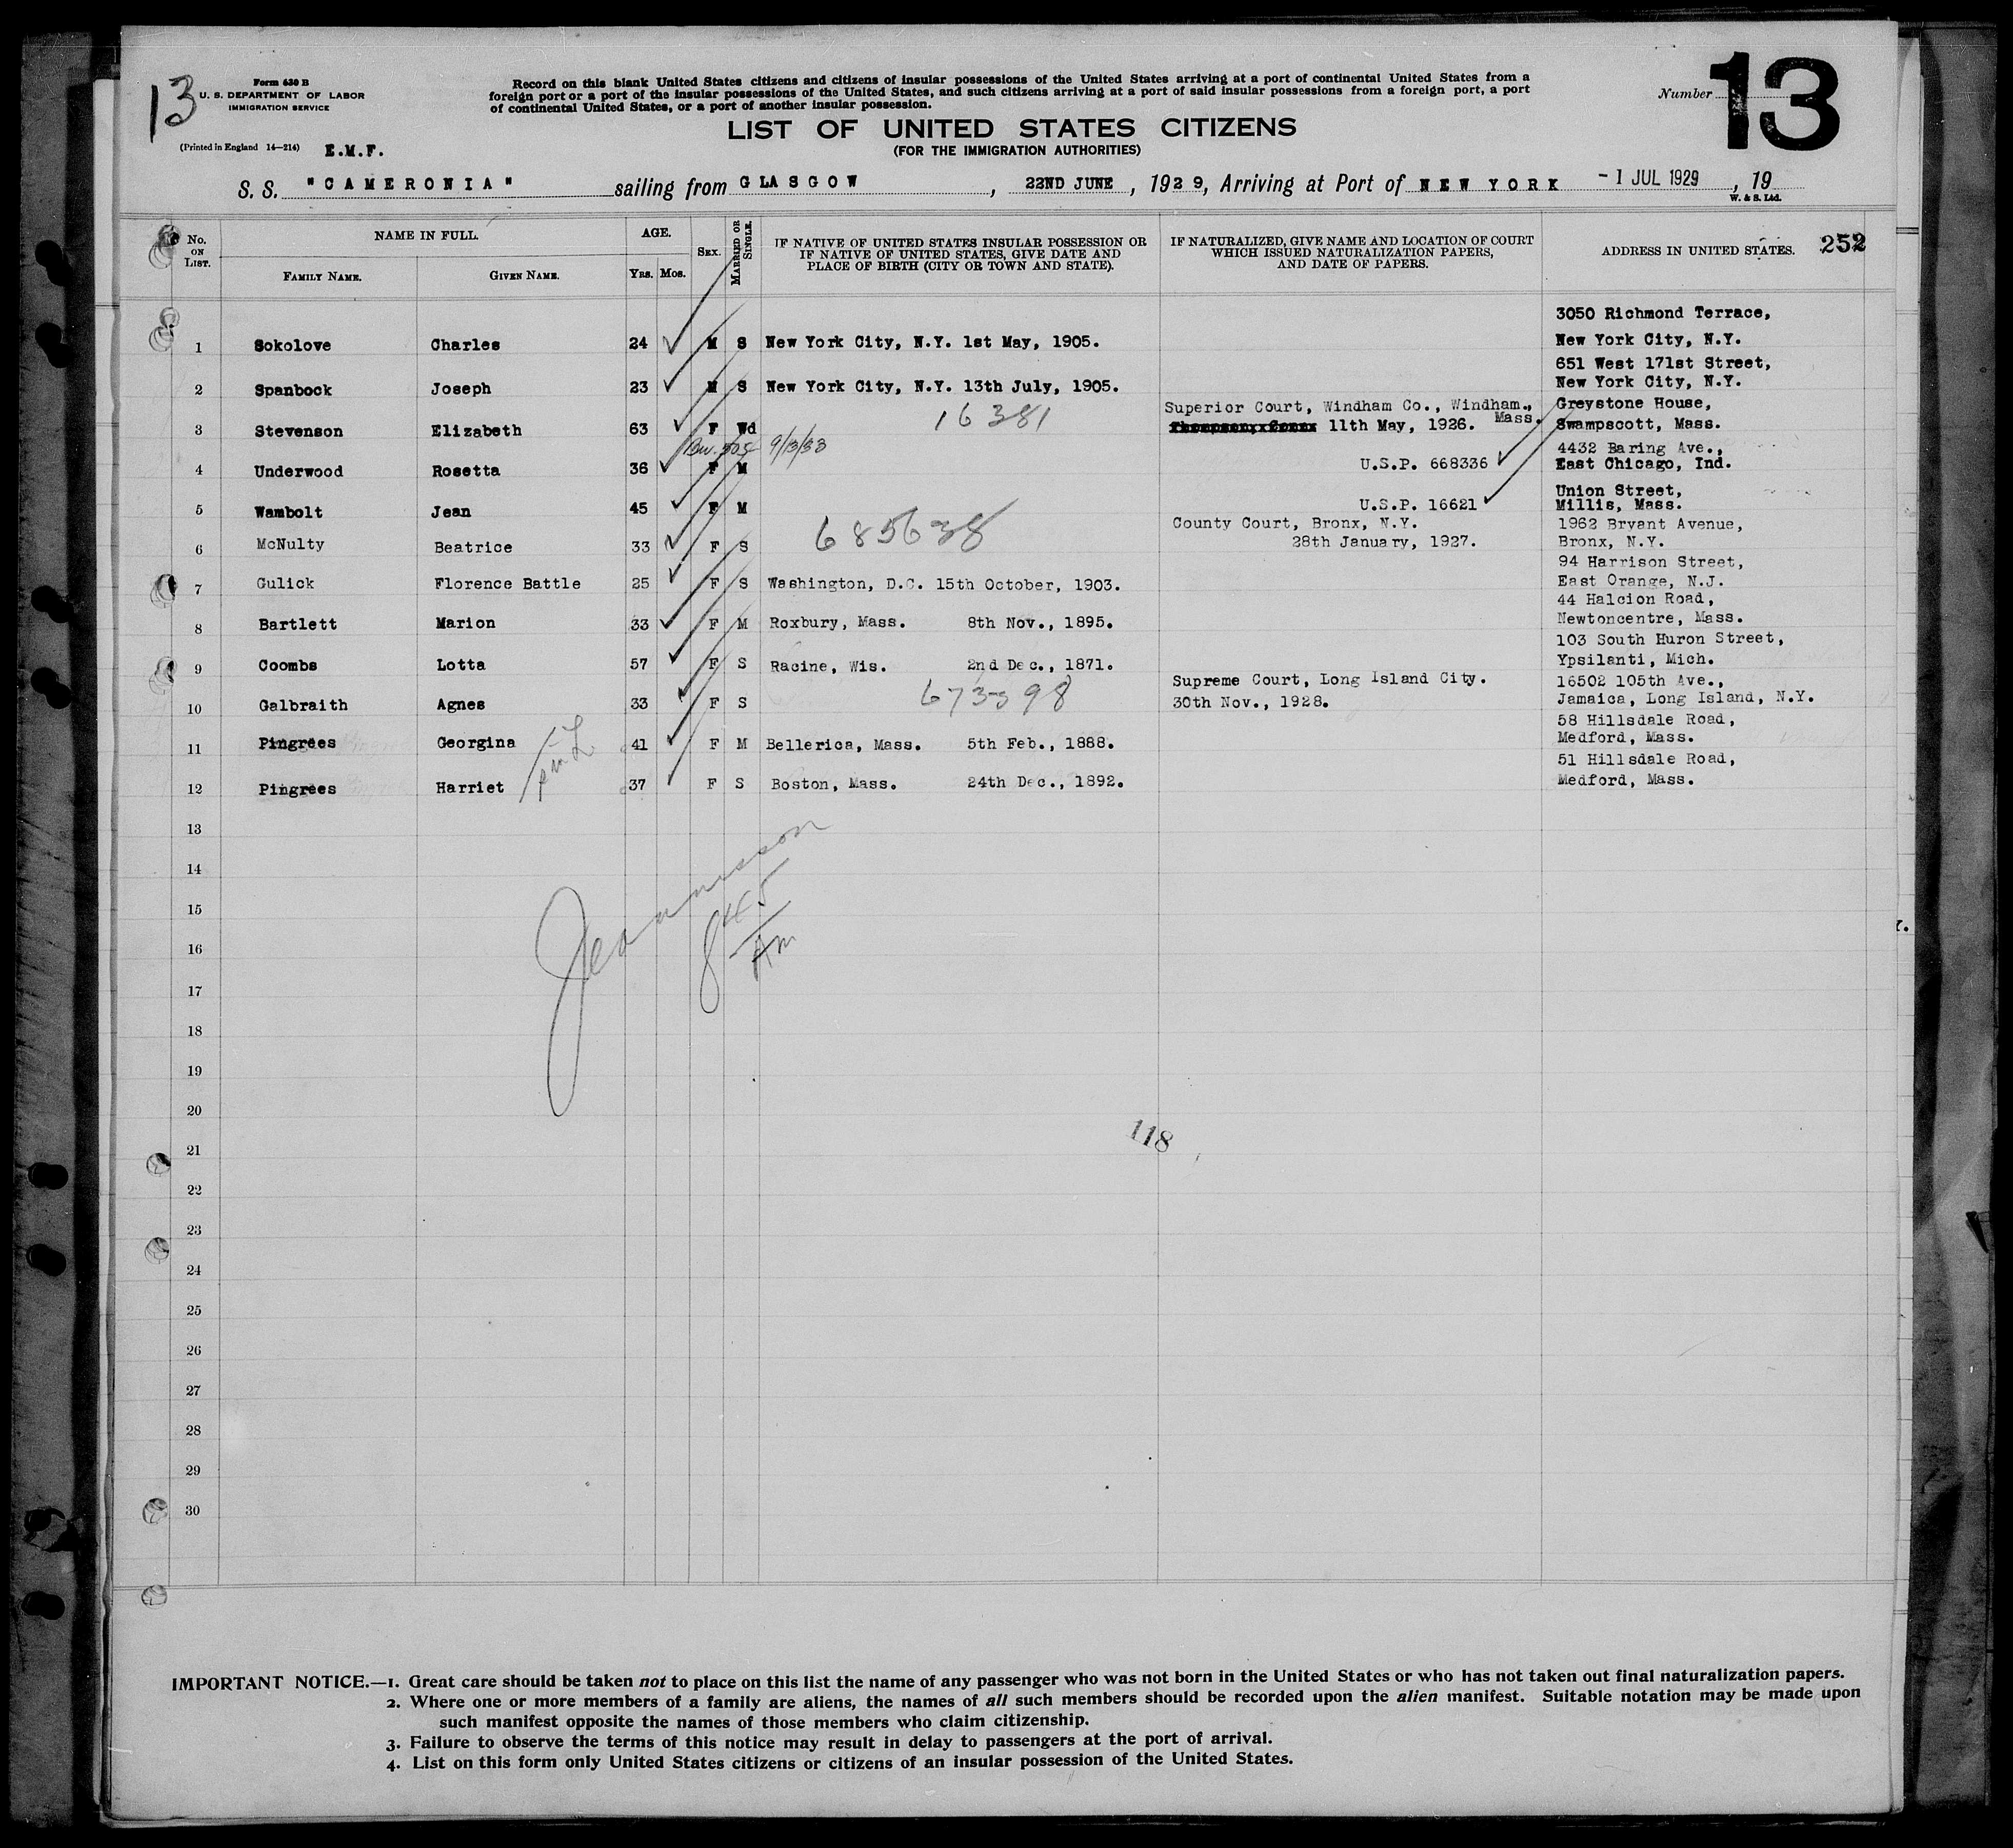 13
Form 630 B
U. S. DEPARTMENT OF LABOR
IMMIGRATION SERVICE
(Printed in England 14—214) E.M.F.
Record on this blank United States citizens and citizens of insular possessions of the United States arriving at a port of continental United States from a
foreign port or a port of the insular possessions of the United States, and such citizens arriving at a port of said insular possessions from a foreign port, a port
of continental United States, or a port of another insular possession.
Number 13
LIST OF UNITED STATES CITIZENS
(FOR THE IMMIGRATION AUTHORITIES)
S. S. "CAMERONIA" sailing from GLASGOW, 22ND JUNE, 1929, Arriving at Port of NEW YORK - 1 JUL 1929, 19
W. & S. Ltd.
No. ON LIST. NAME IN FULL. FAMILY NAME. GIVEN NAME. AGE. YRS. MOS. SEX. MARRIED OR SINGLE. IF NATIVE OF UNITED STATES INSULAR POSSESSION OR IF NATIVE OF UNITED STATES, GIVE DATE AND PLACE OF BIRTH (CITY OR TOWN AND STATE). IF NATURALIZED, GIVE NAME AND LOCATION OF COURT WHICH ISSUED NATURALIZATION PAPERS, AND DATE OF PAPERS. ADDRESS IN UNITED STATES. 252
3050 Richmond Terrace,
1 Sokolove Charles 24 M S New York City, N.Y. 1st May, 1905. New York City, N.Y.
651 West 171st Street,
2 Spanbock Joseph 23 M S New York City, N.Y. 13th July, 1905. New York City, N.Y.
16381 Superior Court, Windham Co., Windham., Mass. Greystone House,
3 Stevenson Elizabeth 63 F Wd 11th May, 1926. Swampscott, Mass.
9/13/33 4432 Baring Ave.,
4 Underwood Rosetta 36 F M U.S.P. 668336 East Chicago, Ind.
Union Street,
5 Wambolt Jean 45 F M U.S.P. 16621 Millis, Mass.
685638 County Court, Bronx, N.Y. 1962 Bryant Avenue,
6 McNulty Beatrice 33 F S 28th January, 1927. Bronx, N.Y.
94 Harrison Street,
7 Gulick Florence Battle 25 F S Washington, D.C. 15th October, 1903. East Orange, N.J.
44 Halcion Road,
8 Bartlett Marion 33 F M Roxbury, Mass. 8th Nov., 1895. Newtoncentre, Mass.
103 South Huron Street,
9 Coombs Lotta 57 F S Racine, Wis. 2nd Dec., 1871. Ypsilanti, Mich.
Supreme Court, Long Island City. 16502 105th Ave.,
10 Galbraith Agnes 33 F S 673598 30th Nov., 1928. Jamaica, Long Island, N.Y.
58 Hillsdale Road,
11 Pingrees Georgina 41 F M Bellerica, Mass. 5th Feb., 1888. Medford, Mass.
51 Hillsdale Road,
12 Pingrees Harriet 37 F S Boston, Mass. 24th Dec., 1892. Medford, Mass.
13
14
15
845
AM
16
17
18
19
20
118
21
22
23
24
25
26
27
28
29
30
IMPORTANT NOTICE.—1. Great care should be taken not to place on this list the name of any passenger who was not born in the United States or who has not taken out final naturalization papers.
2. Where one or more members of a family are aliens, the names of all such members should be recorded upon the alien manifest. Suitable notation may be made upon
such manifest opposite the names of those members who claim citizenship.
3. Failure to observe the terms of this notice may result in delay to passengers at the port of arrival.
4. List on this form only United States citizens or citizens of an insular possession of the United States.